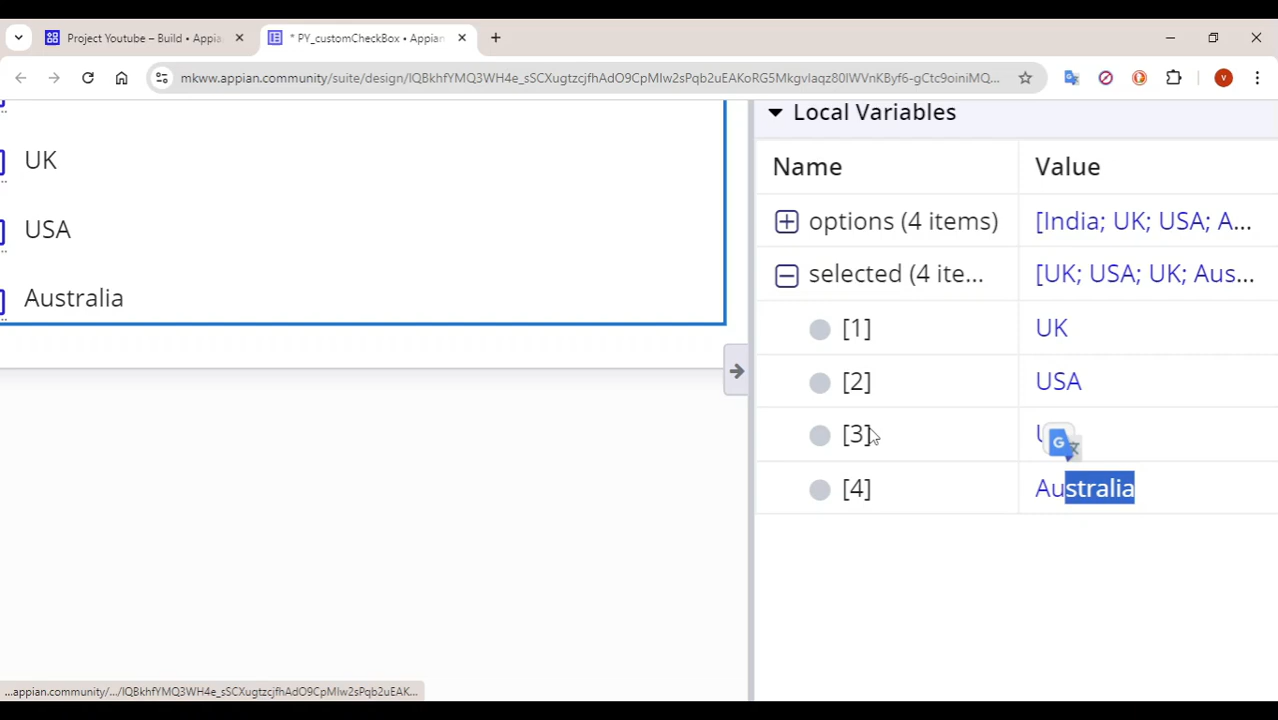 Project Youtube – Build • Appia
* PY_customCheckBox • Appian
mkww.appian.community/suite/design/IQBkhfYMQ3WH4e_sSCXugtzcjfhAdO9CpMIw2sPqb2uEAKoRG5MkgvIaqz80IWVnKByf6-gCtc9oiniMQ...
V
UK
USA
Australia
Local Variables
Name Value
options (4 items) [India; UK; USA; A...
selected (4 ite... [UK; USA; UK; Aus...
[1] UK
[2] USA
[3]
[4] Australia
...appian.community/.../IQBkhfYMQ3WH4e_sSCXugtzcjfhAdO9CpMIw2sPqb2uEAK...